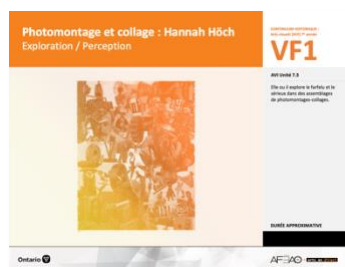 Photomontage et collage : Hannah Höch
Exploration / Perception
VF1
AVI Unité 7.3
Elle ou il explore le farfelu et le
sérieux dans des assemblages
de photomontages-collages.
DURÉE APPROXIMATIVE
Ontario
AFEAO